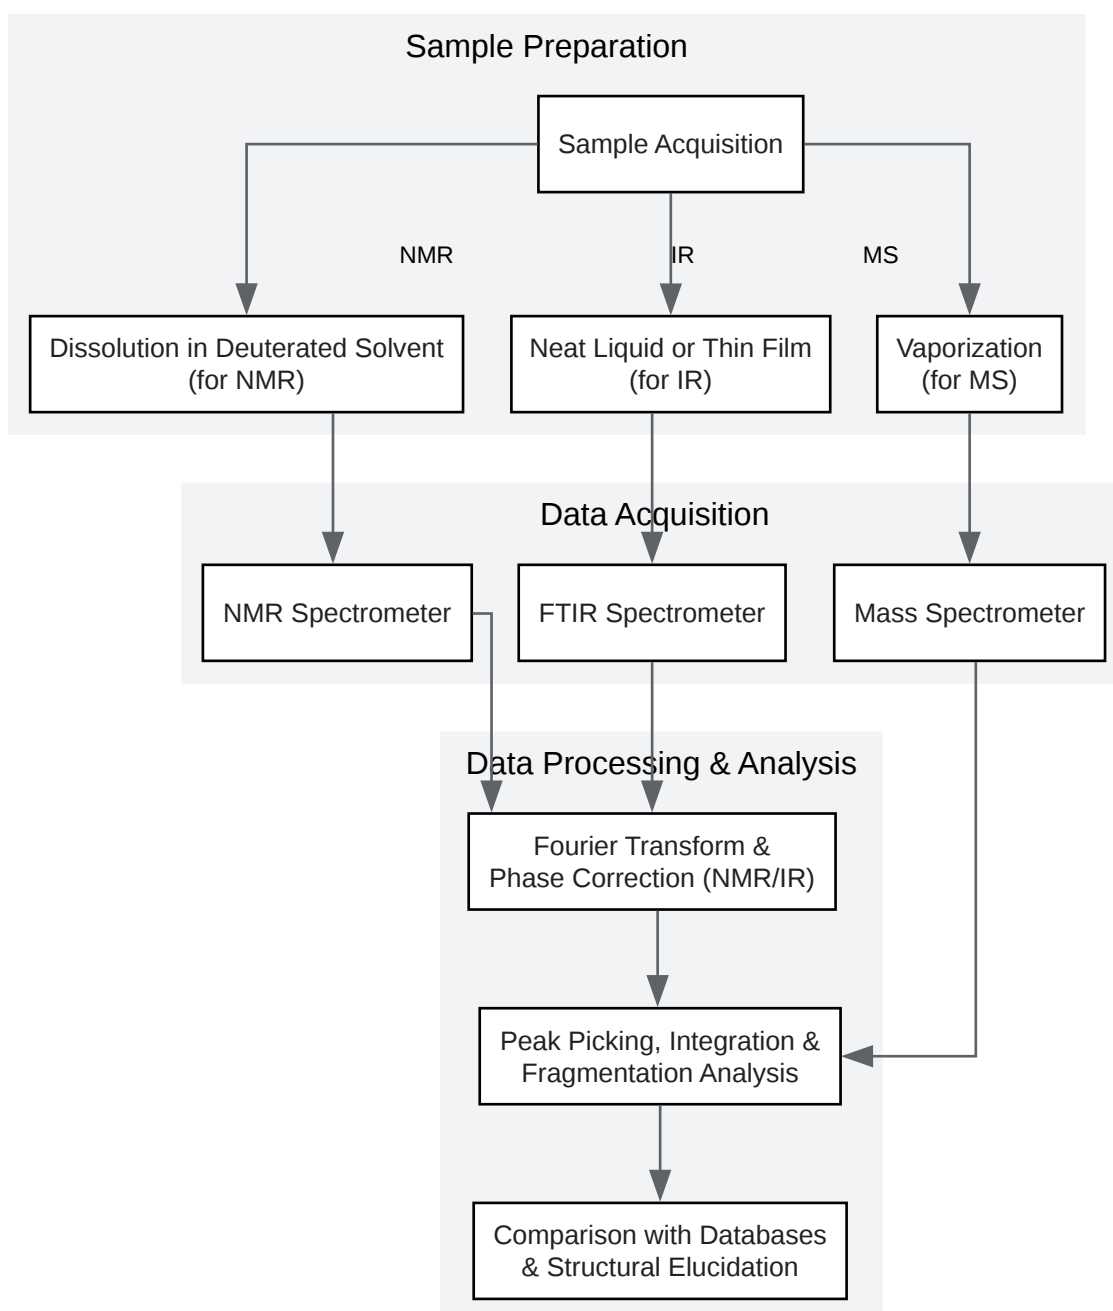 Sample Preparation
Sample Acquisition
NMR
IR
MS
Dissolution in Deuterated Solvent
(for NMR)
Neat Liquid or Thin Film
(for IR)
Vaporization
(for MS)
Data Acquisition
NMR Spectrometer
FTIR Spectrometer
Mass Spectrometer
Data Processing & Analysis
Fourier Transform &
Phase Correction (NMR/IR)
Peak Picking, Integration &
Fragmentation Analysis
Comparison with Databases
& Structural Elucidation